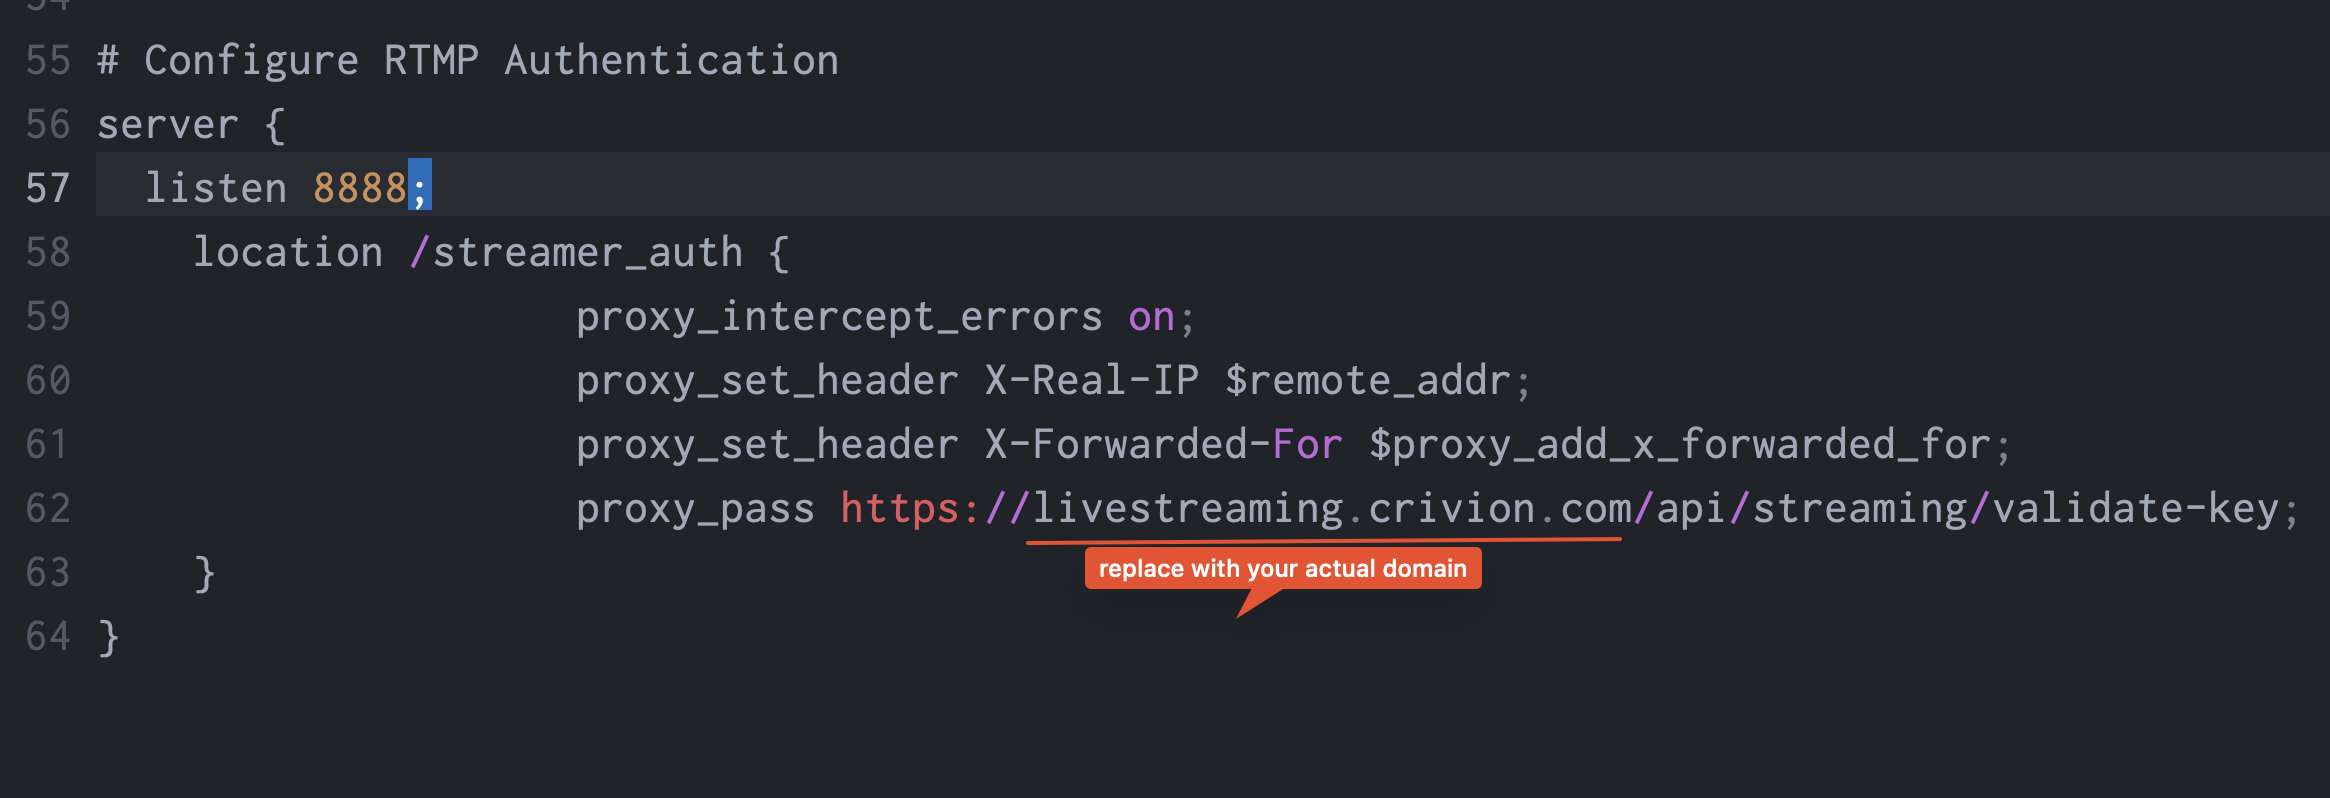 54
55 # Configure RTMP Authentication
56 server {
57 listen 8888;
58 location /streamer_auth {
59 proxy_intercept_errors on;
60 proxy_set_header X-Real-IP $remote_addr;
61 proxy_set_header X-Forwarded-For $proxy_add_x_forwarded_for;
62 proxy_pass https://livestreaming.crivion.com/api/streaming/validate-key;
replace with your actual domain
63 }
64 }